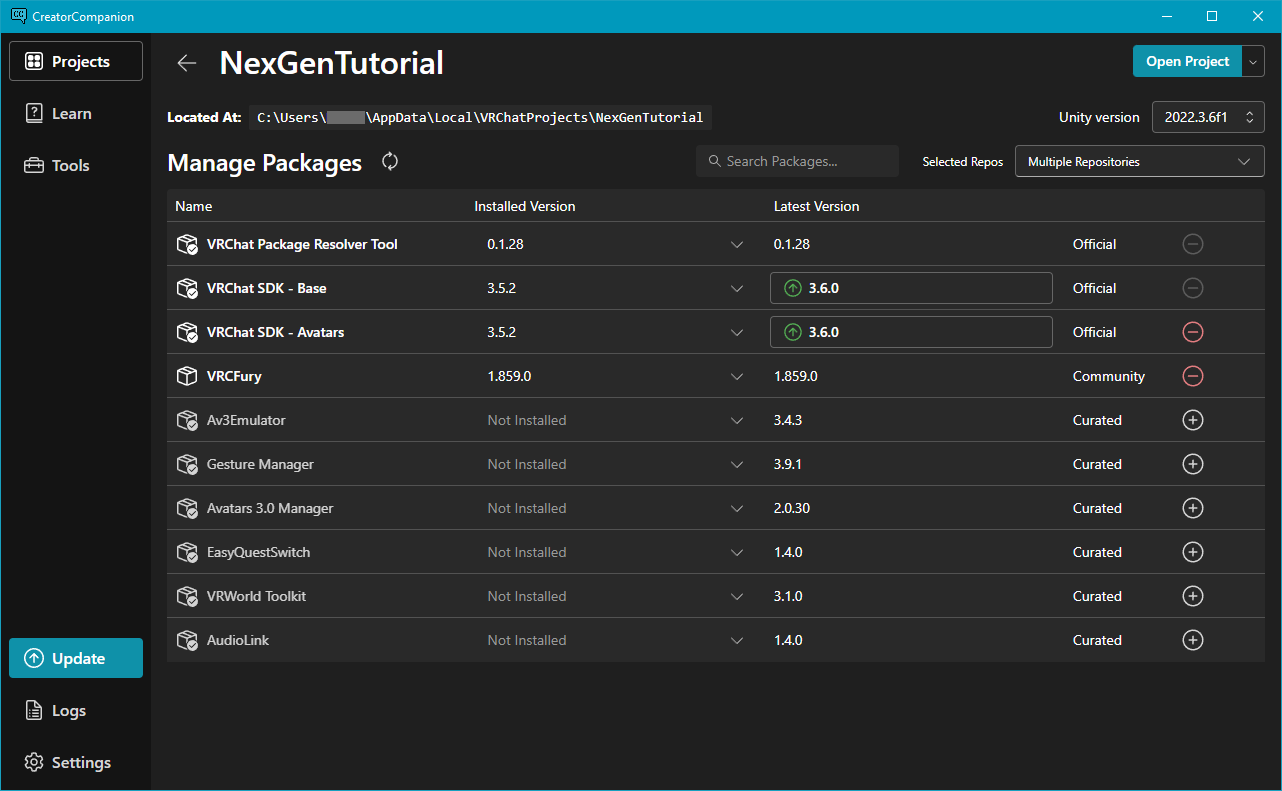 CreatorCompanion
Projects
Learn
Tools
Update
Logs
Settings
NexGenTutorial
Open Project
Located At: C:\Users\ \AppData\Local\VRChatProjects\NexGenTutorial
Unity version 2022.3.6f1
Manage Packages
Search Packages...
Selected Repos Multiple Repositories
Name Installed Version Latest Version
VRChat Package Resolver Tool 0.1.28 0.1.28 Official
VRChat SDK - Base 3.5.2 3.6.0 Official
VRChat SDK - Avatars 3.5.2 3.6.0 Official
VRCFury 1.859.0 1.859.0 Community
Av3Emulator Not Installed 3.4.3 Curated
Gesture Manager Not Installed 3.9.1 Curated
Avatars 3.0 Manager Not Installed 2.0.30 Curated
EasyQuestSwitch Not Installed 1.4.0 Curated
VRWorld Toolkit Not Installed 3.1.0 Curated
AudioLink Not Installed 1.4.0 Curated